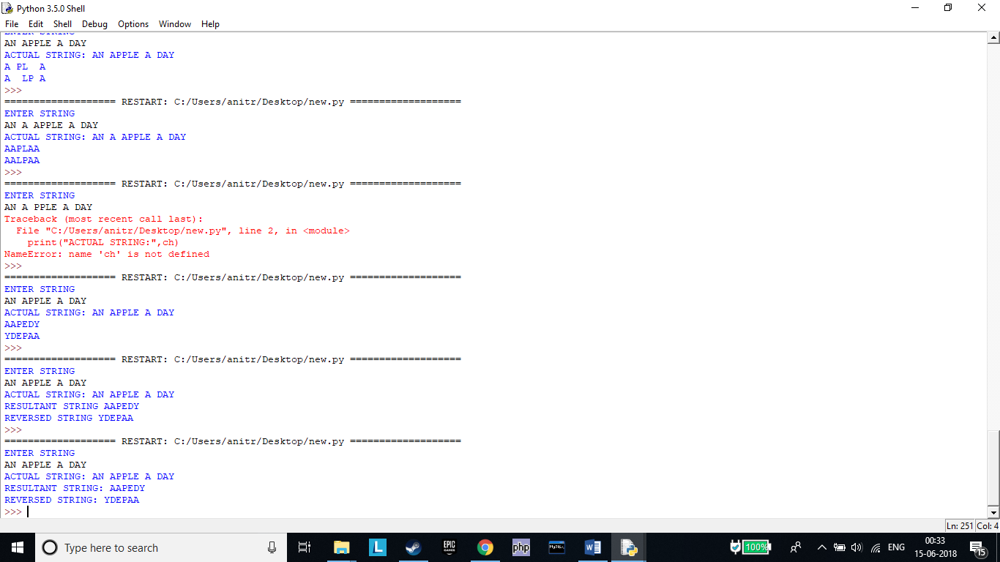 Python 3.5.0 Shell
File Edit Shell Debug Options Window Help
ENTER STRING
AN APPLE A DAY
ACTUAL STRING: AN APPLE A DAY
A PL  A
A  LP A
>>>
=================== RESTART: C:/Users/anitr/Desktop/new.py ===================
ENTER STRING
AN A APPLE A DAY
ACTUAL STRING: AN A APPLE A DAY
AAPLAA
AALPAA
>>>
=================== RESTART: C:/Users/anitr/Desktop/new.py ===================
ENTER STRING
AN A PPLE A DAY
Traceback (most recent call last):
  File "C:/Users/anitr/Desktop/new.py", line 2, in <module>
    print("ACTUAL STRING:",ch)
NameError: name 'ch' is not defined
>>>
=================== RESTART: C:/Users/anitr/Desktop/new.py ===================
ENTER STRING
AN APPLE A DAY
ACTUAL STRING: AN APPLE A DAY
AAPEDY
YDEPAA
>>>
=================== RESTART: C:/Users/anitr/Desktop/new.py ===================
ENTER STRING
AN APPLE A DAY
ACTUAL STRING: AN APPLE A DAY
RESULTANT STRING AAPEDY
REVERSED STRING YDEPAA
>>>
=================== RESTART: C:/Users/anitr/Desktop/new.py ===================
ENTER STRING
AN APPLE A DAY
ACTUAL STRING: AN APPLE A DAY
RESULTANT STRING: AAPEDY
REVERSED STRING: YDEPAA
>>>
Ln: 251 Col: 4
Type here to search
L
EPIC GAMES
php
MySQL
W
100%
ENG
00:33
15-06-2018
15